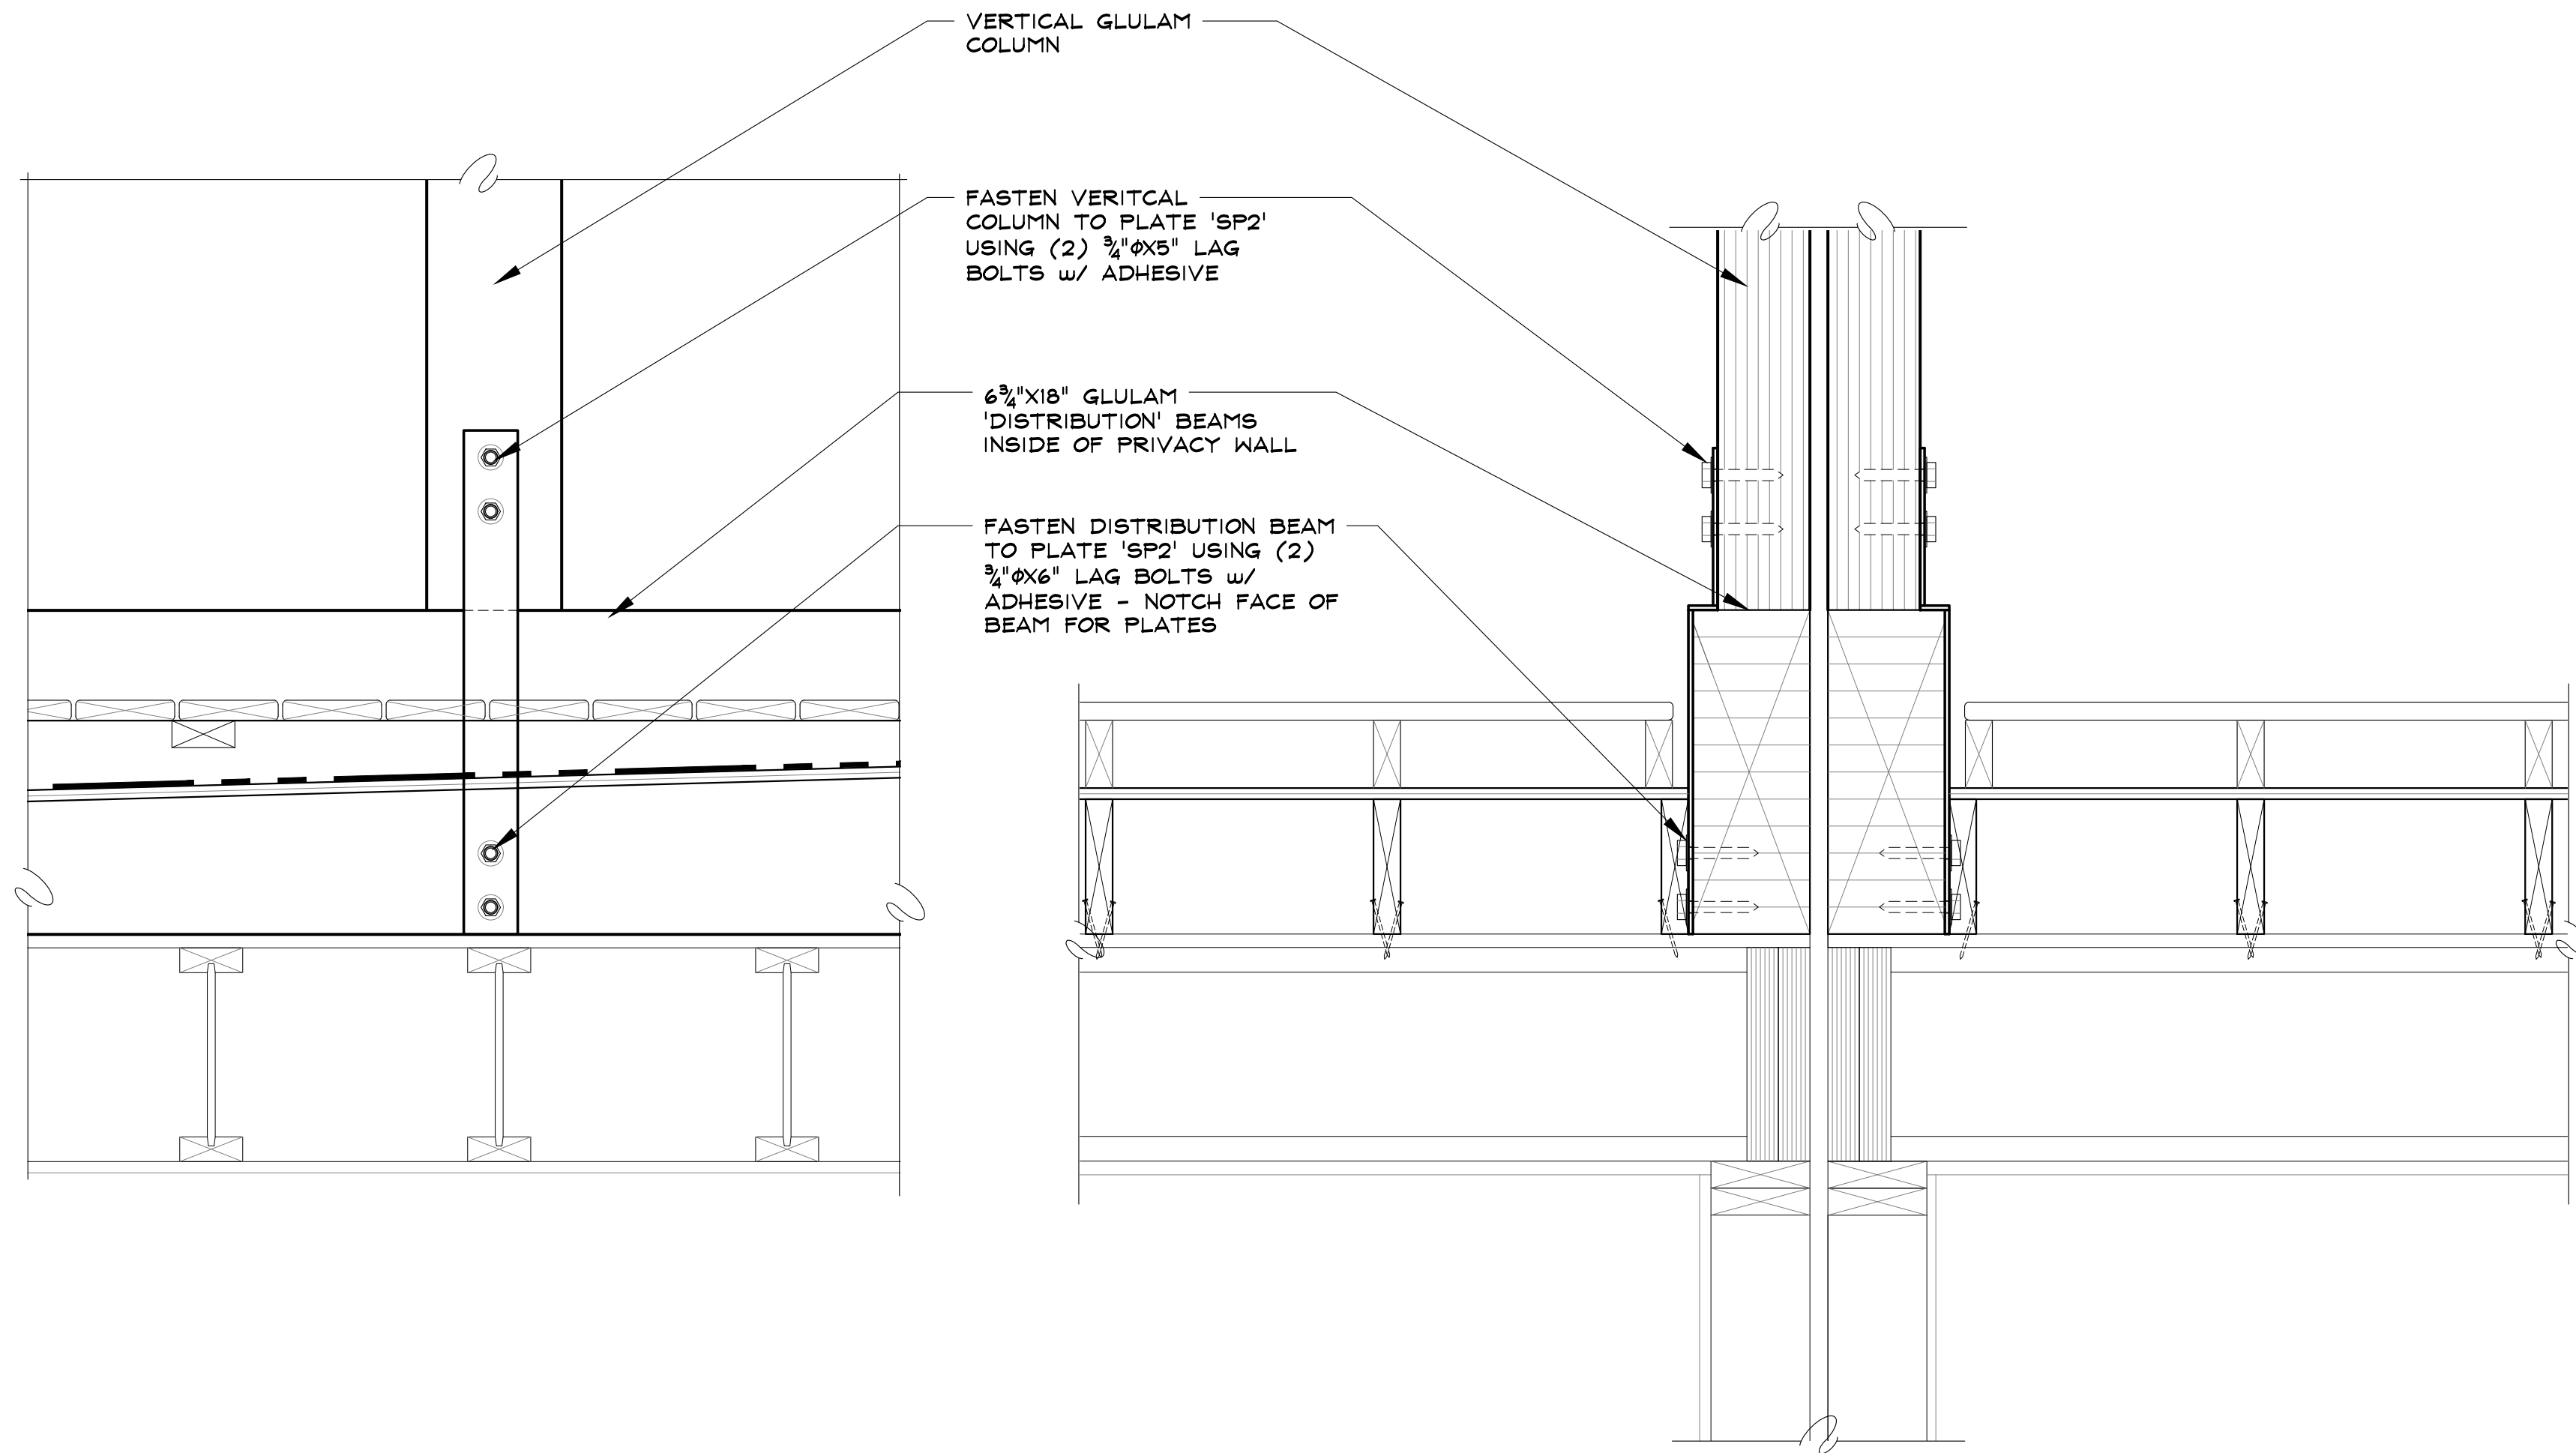 VERTICAL GLULAM
COLUMN
FASTEN VERITCAL
COLUMN TO PLATE 'SP2'
USING (2) ¾"ϕX5" LAG
BOLTS w/ ADHESIVE
6¾"X18" GLULAM
'DISTRIBUTION' BEAMS
INSIDE OF PRIVACY WALL
FASTEN DISTRIBUTION BEAM
TO PLATE 'SP2' USING (2)
¾"ϕX6" LAG BOLTS w/
ADHESIVE - NOTCH FACE OF
BEAM FOR PLATES